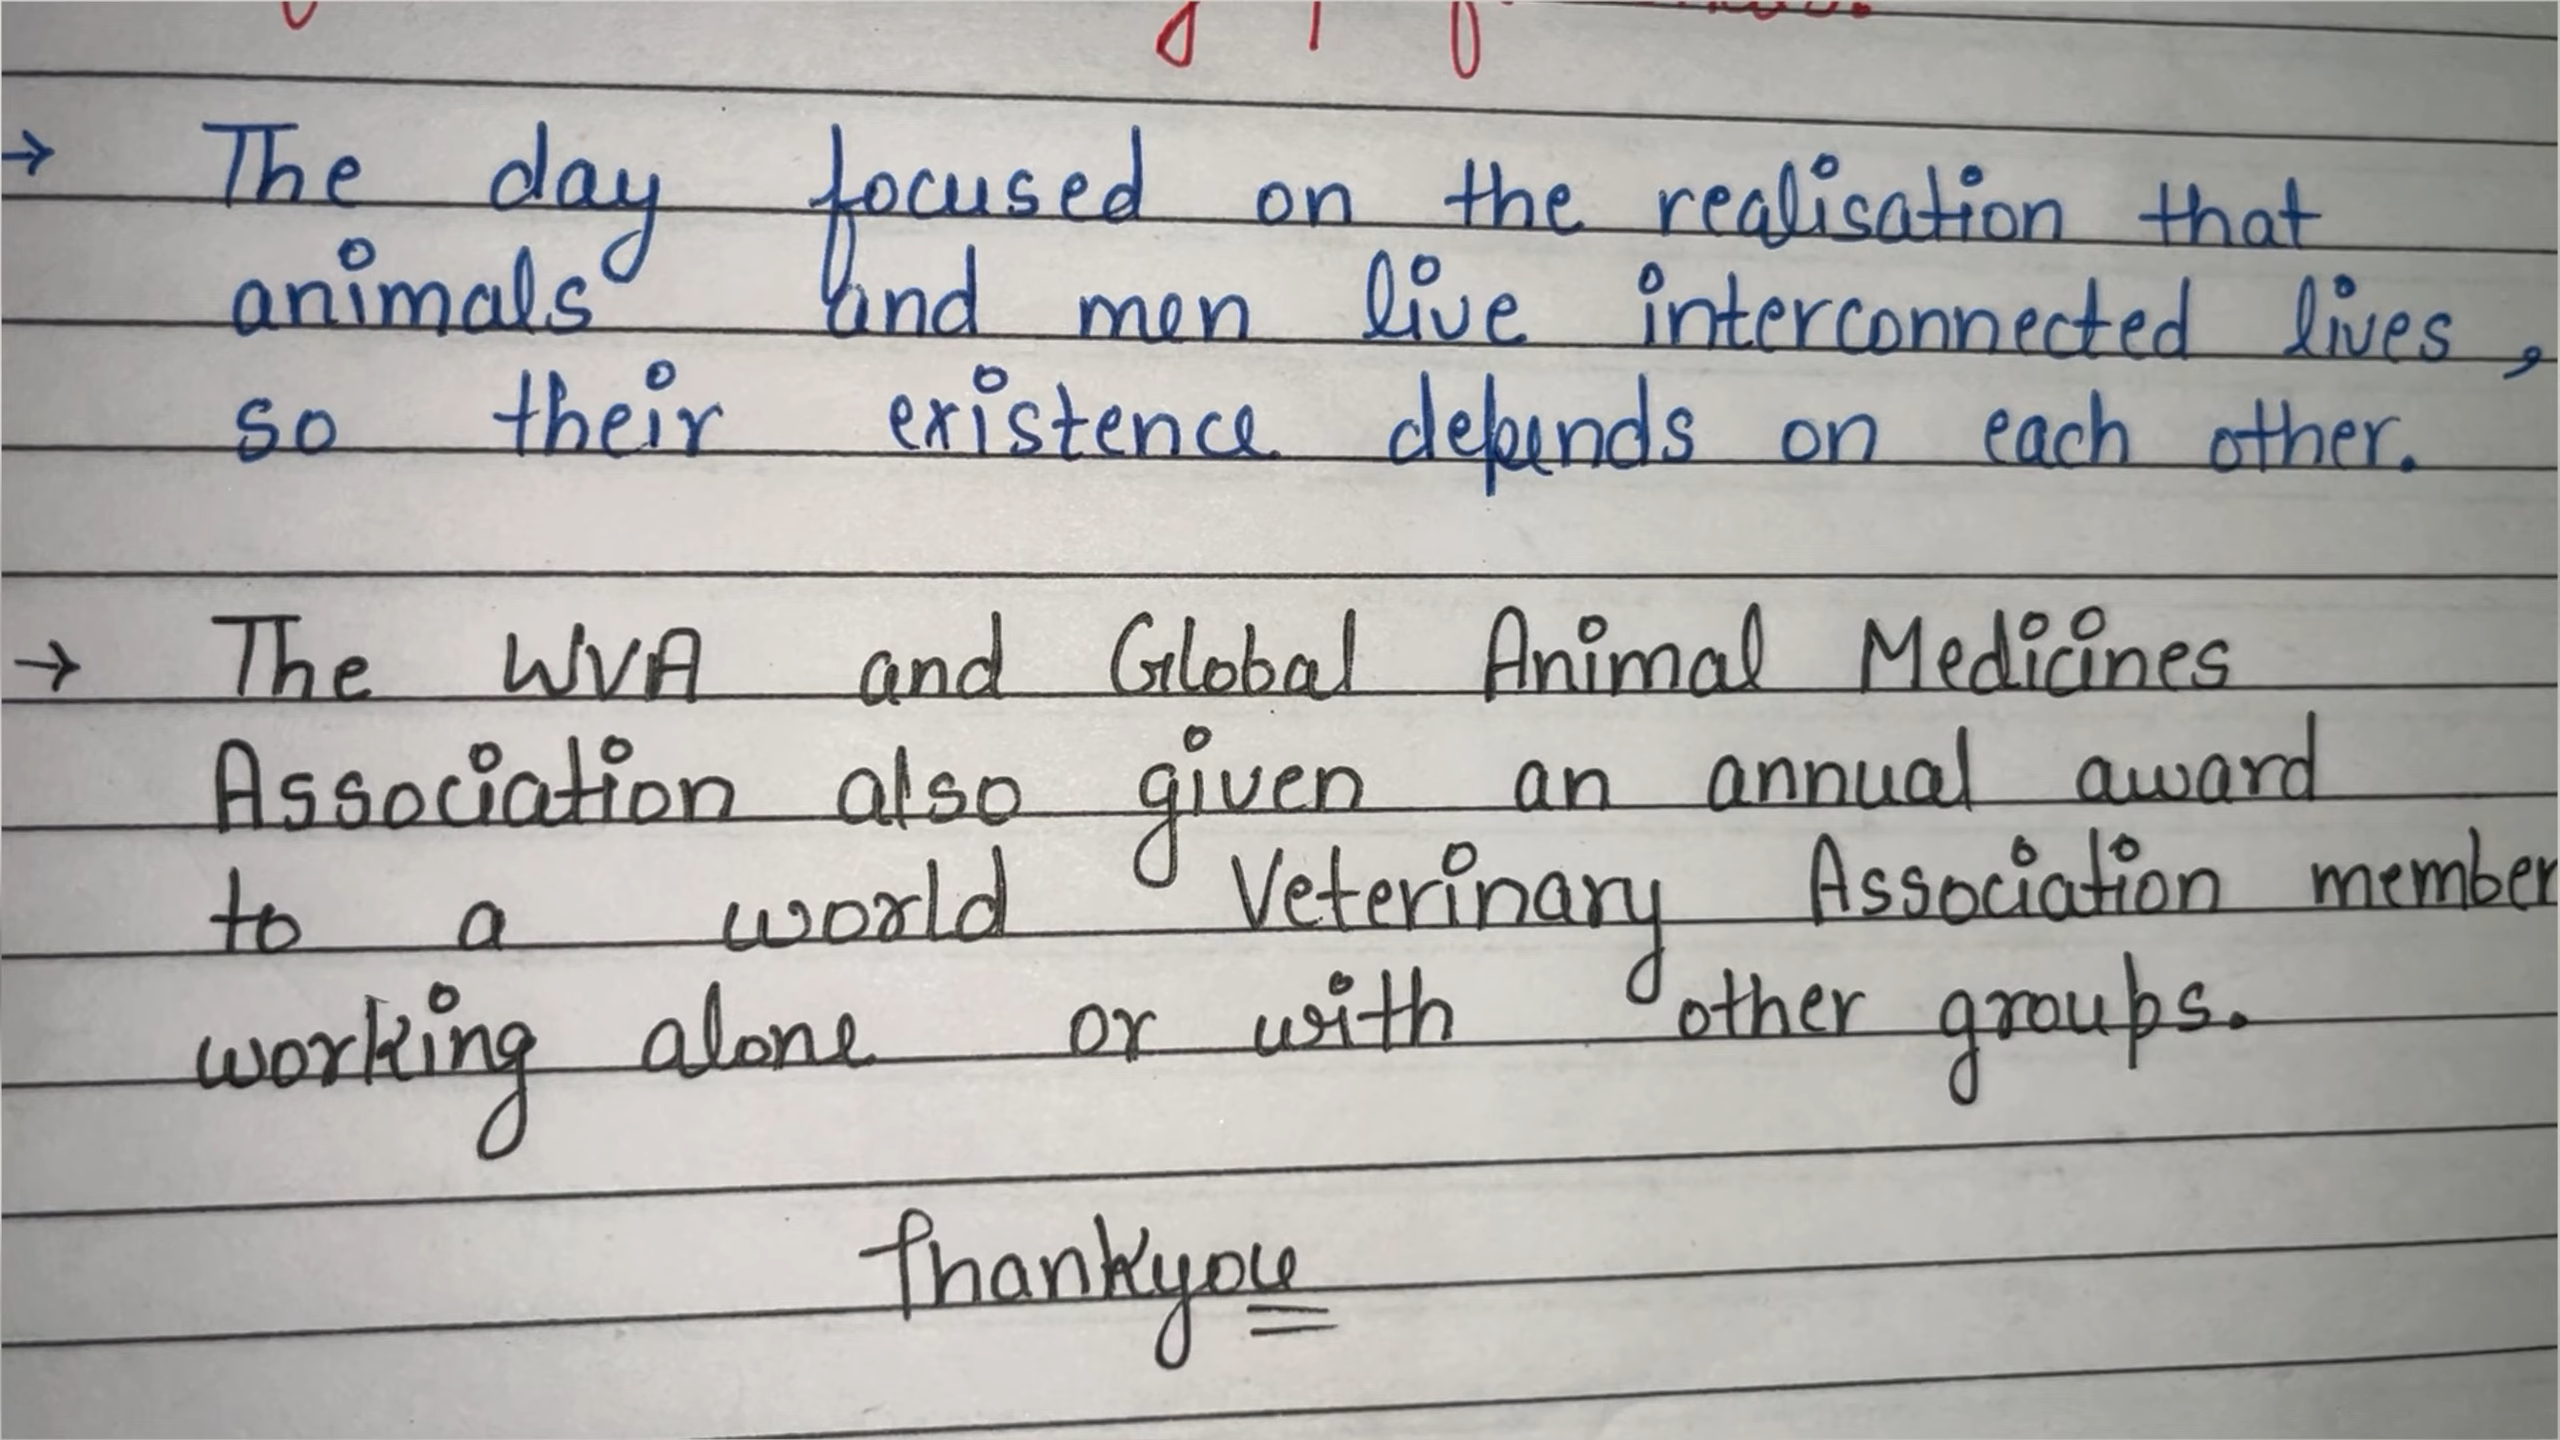 → The day focused on the realisation that
animals and men live interconnected lives,
so their existence depends on each other.
→ The WVA and Global Animal Medicines
Association also given an annual award
to a world Veterinary Association member
working alone or with other groups.
Thankyou